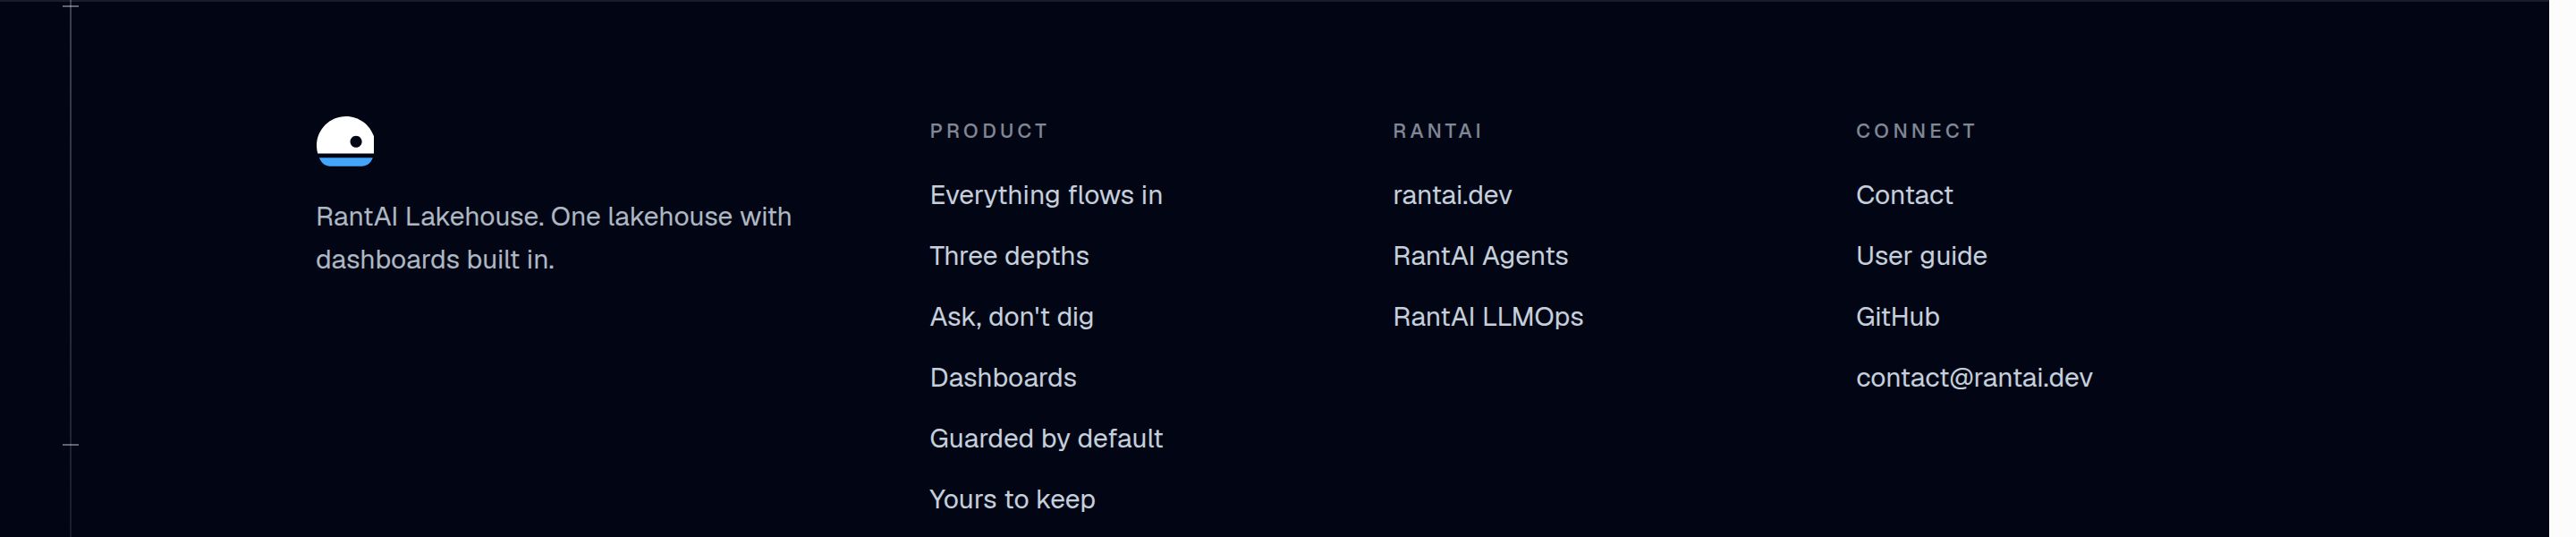 RantAI Lakehouse. One lakehouse with
dashboards built in.
PRODUCT
Everything flows in
Three depths
Ask, don't dig
Dashboards
Guarded by default
Yours to keep
RANTAI
rantai.dev
RantAI Agents
RantAI LLMOps
CONNECT
Contact
User guide
GitHub
contact@rantai.dev